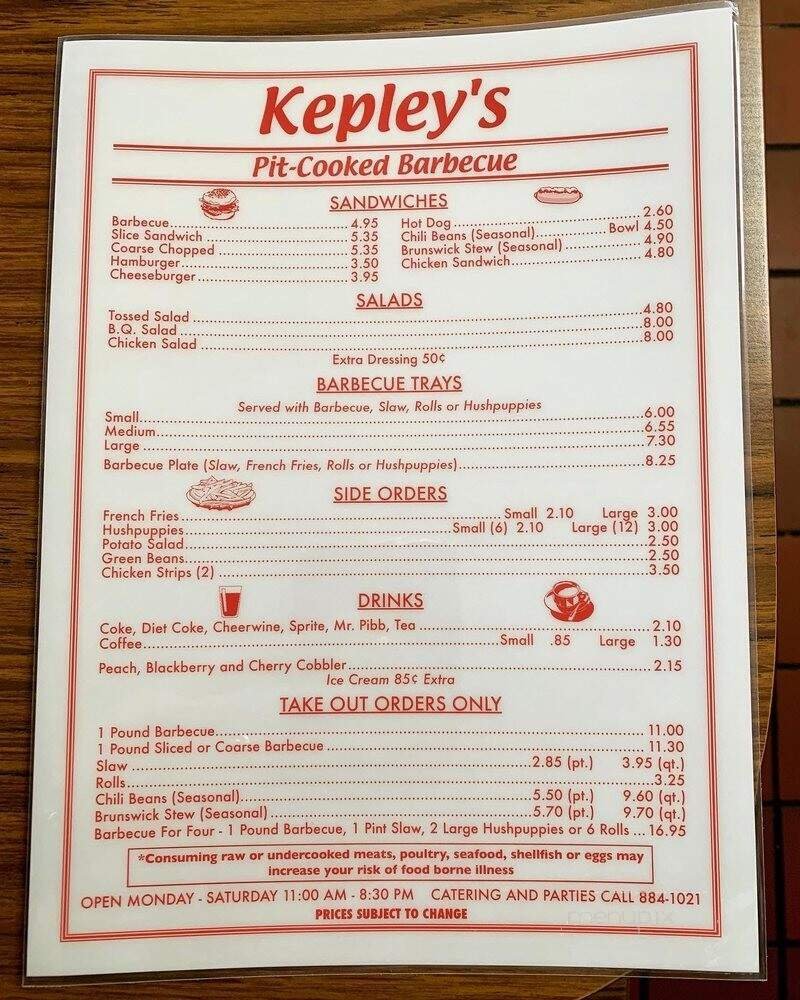 Kepley's
Pit-Cooked Barbecue
SANDWICHES
Barbecue 4.95
Slice Sandwich 5.35
Coarse Chopped 5.35
Hamburger 3.50
Cheeseburger 3.95
Hot Dog 2.60
Chili Beans (Seasonal) Bowl 4.50
Brunswick Stew (Seasonal) 4.90
Chicken Sandwich 4.80
SALADS
Tossed Salad 4.80
B.Q. Salad 8.00
Chicken Salad 8.00
Extra Dressing 50¢
BARBECUE TRAYS
Served with Barbecue, Slaw, Rolls or Hushpuppies
Small 6.00
Medium 6.55
Large 7.30
Barbecue Plate (Slaw, French Fries, Rolls or Hushpuppies) 8.25
SIDE ORDERS
French Fries Small 2.10 Large 3.00
Hushpuppies Small (6) 2.10 Large (12) 3.00
Potato Salad 2.50
Green Beans 2.50
Chicken Strips (2) 3.50
DRINKS
Coke, Diet Coke, Cheerwine, Sprite, Mr. Pibb, Tea 2.10
Coffee Small .85 Large 1.30
Peach, Blackberry and Cherry Cobbler 2.15
Ice Cream 85¢ Extra
TAKE OUT ORDERS ONLY
1 Pound Barbecue 11.00
1 Pound Sliced or Coarse Barbecue 11.30
Slaw 2.85 (pt.) 3.95 (qt.)
Rolls 3.25
Chili Beans (Seasonal) 5.50 (pt.) 9.60 (qt.)
Brunswick Stew (Seasonal) 5.70 (pt.) 9.70 (qt.)
Barbecue For Four - 1 Pound Barbecue, 1 Pint Slaw, 2 Large Hushpuppies or 6 Rolls ... 16.95
*Consuming raw or undercooked meats, poultry, seafood, shellfish or eggs may
increase your risk of food borne illness
OPEN MONDAY - SATURDAY 11:00 AM - 8:30 PM CATERING AND PARTIES CALL 884-1021
PRICES SUBJECT TO CHANGE
menupix